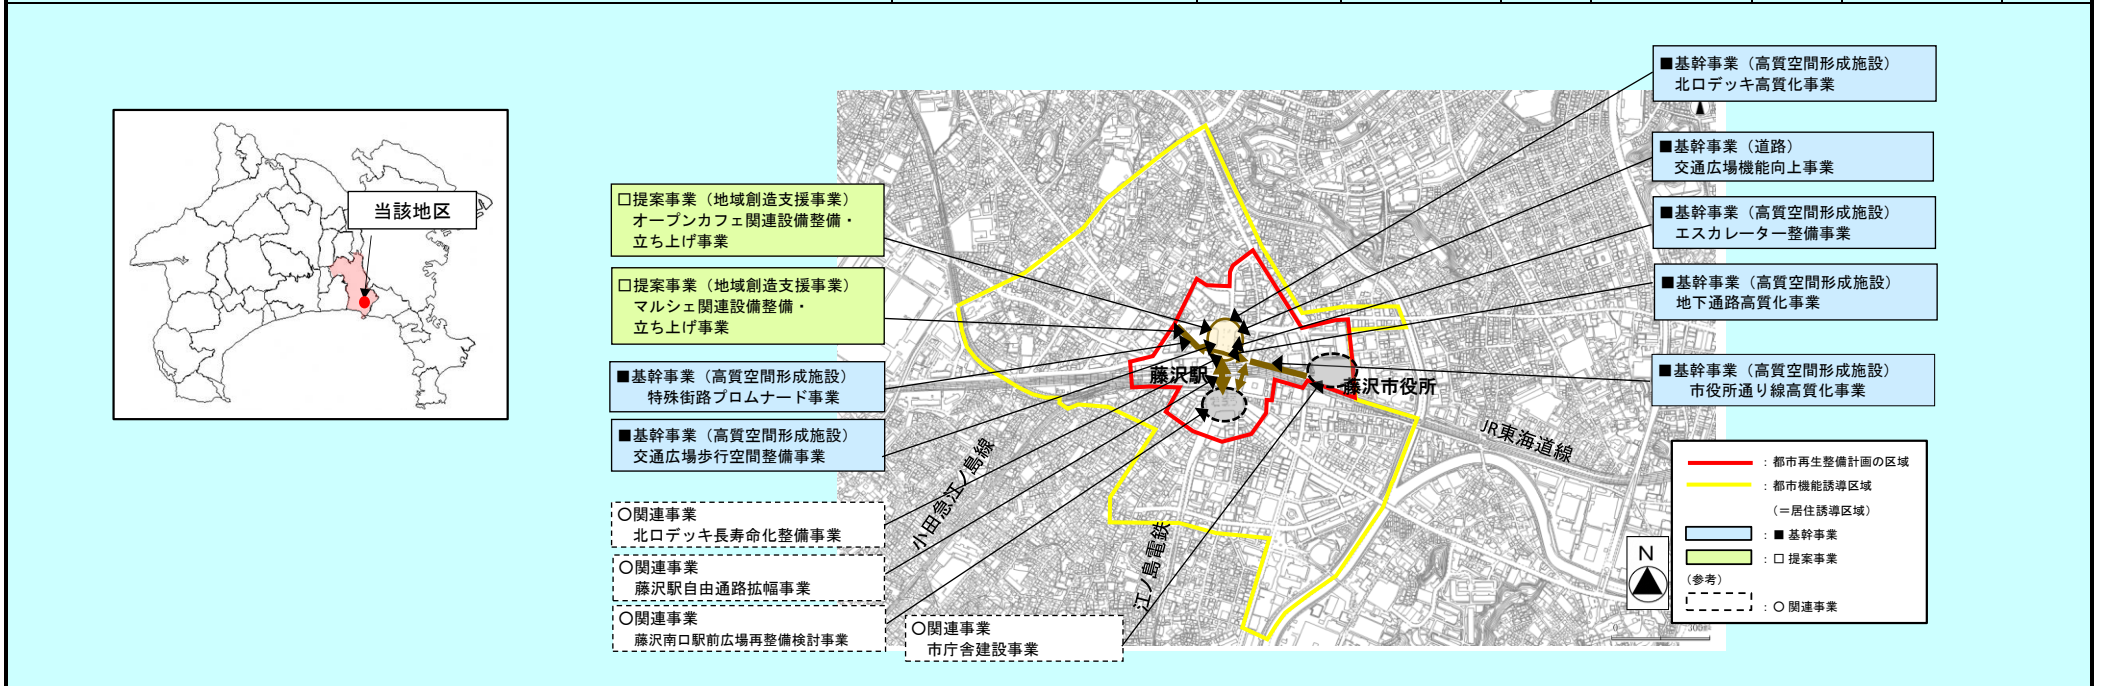 当該地区
□提案事業（地域創造支援事業）
オープンカフェ関連設備整備・
立ち上げ事業
□提案事業（地域創造支援事業）
マルシェ関連設備整備・
立ち上げ事業
■基幹事業（高質空間形成施設）
特殊街路プロムナード事業
■基幹事業（高質空間形成施設）
交通広場歩行空間整備事業
〇関連事業
北口デッキ長寿命化整備事業
〇関連事業
藤沢駅自由通路拡幅事業
〇関連事業
藤沢南口駅前広場再整備検討事業
〇関連事業
市庁舎建設事業
藤沢駅
藤沢市役所
小田急江ノ島線
江ノ島電鉄
JR東海道線
■基幹事業（高質空間形成施設）
北口デッキ高質化事業
■基幹事業（道路）
交通広場機能向上事業
■基幹事業（高質空間形成施設）
エスカレーター整備事業
■基幹事業（高質空間形成施設）
地下通路高質化事業
■基幹事業（高質空間形成施設）
市役所通り線高質化事業
N
：都市再生整備計画の区域
：都市機能誘導区域
（＝居住誘導区域）
：■ 基幹事業
：□ 提案事業
（参考）
：〇 関連事業
0 300m